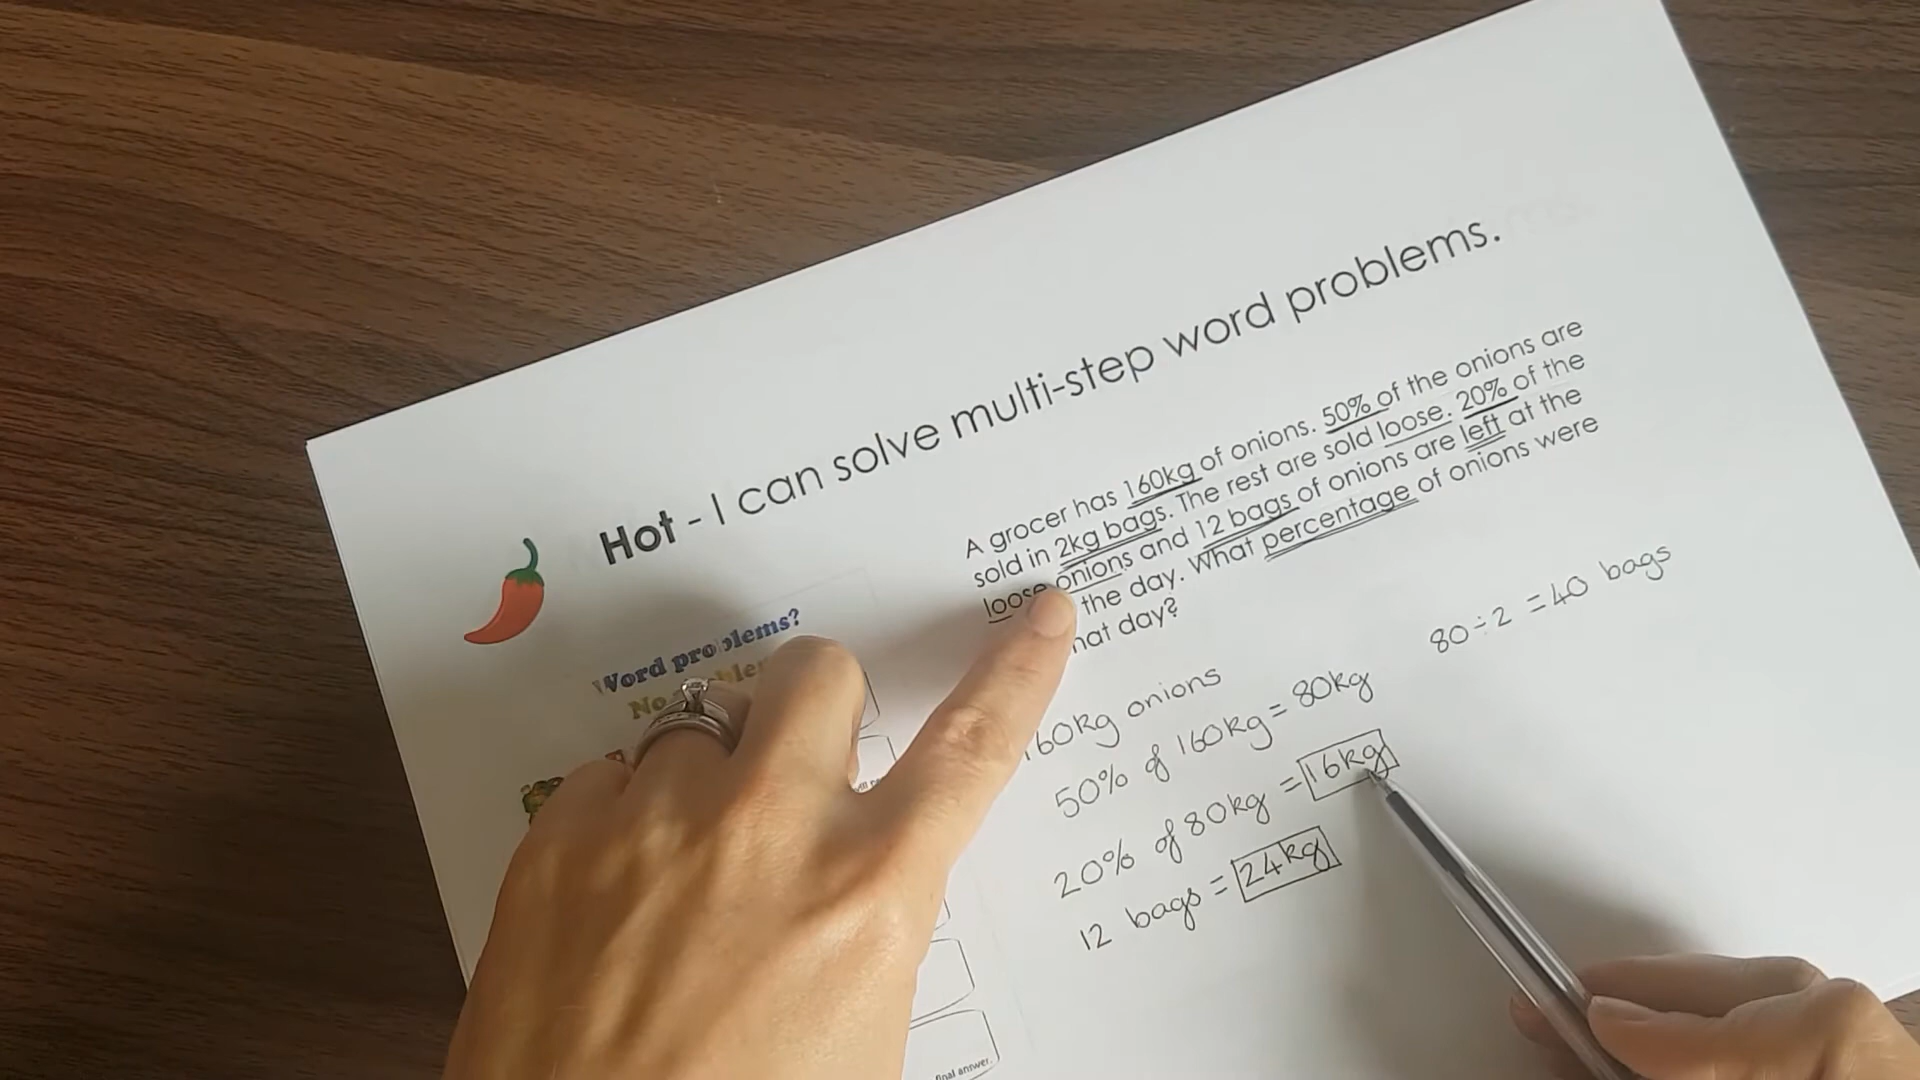 Hot - I can solve multi-step word problems.
A grocer has 160kg of onions. 50% of the onions are
sold in 2kg bags. The rest are sold loose. 20% of the
loose onions and 12 bags of onions are left at the
the day. What percentage of onions were
day?
Word problems?
No
80÷2 = 40 bags
160kg onions
50% of 160kg = 80kg
20% of 80kg = 16kg
12 bags = 24kg
final answer.